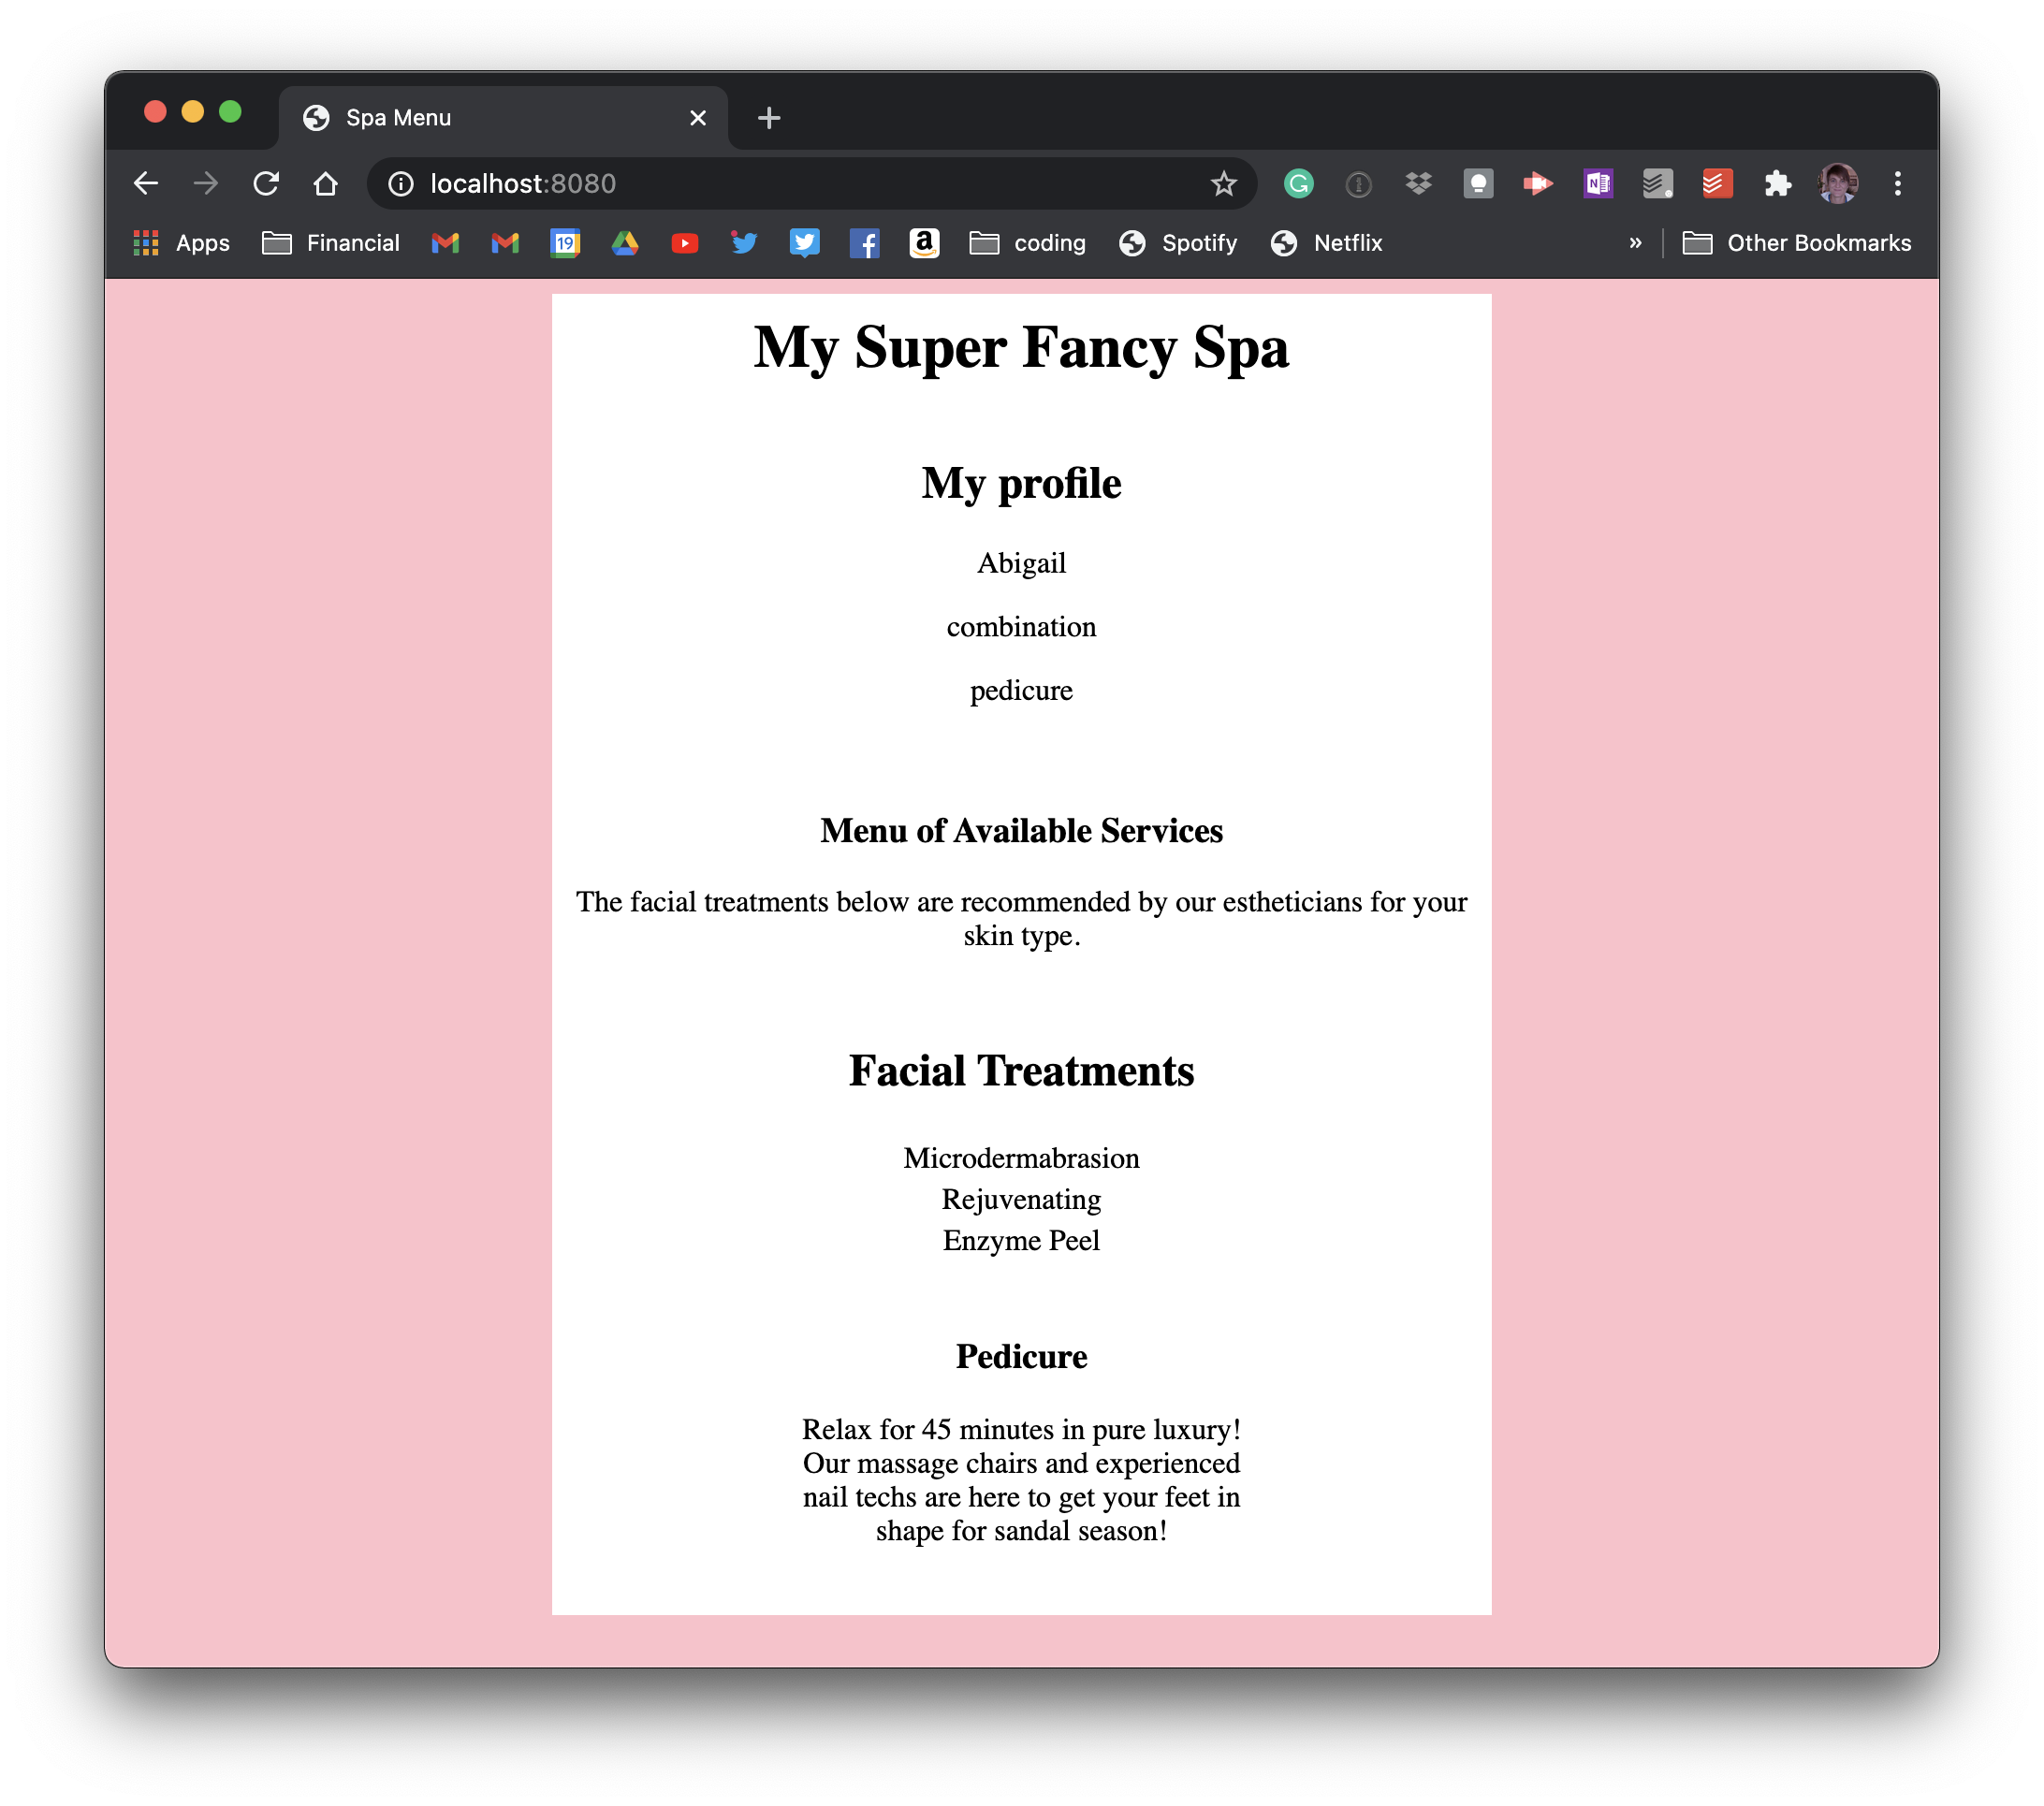 Spa Menu
localhost:8080
Apps
Financial
19
coding
Spotify
Netflix
»
Other Bookmarks
My Super Fancy Spa
My profile
Abigail
combination
pedicure
Menu of Available Services
The facial treatments below are recommended by our estheticians for your
skin type.
Facial Treatments
Microdermabrasion
Rejuvenating
Enzyme Peel
Pedicure
Relax for 45 minutes in pure luxury!
Our massage chairs and experienced
nail techs are here to get your feet in
shape for sandal season!